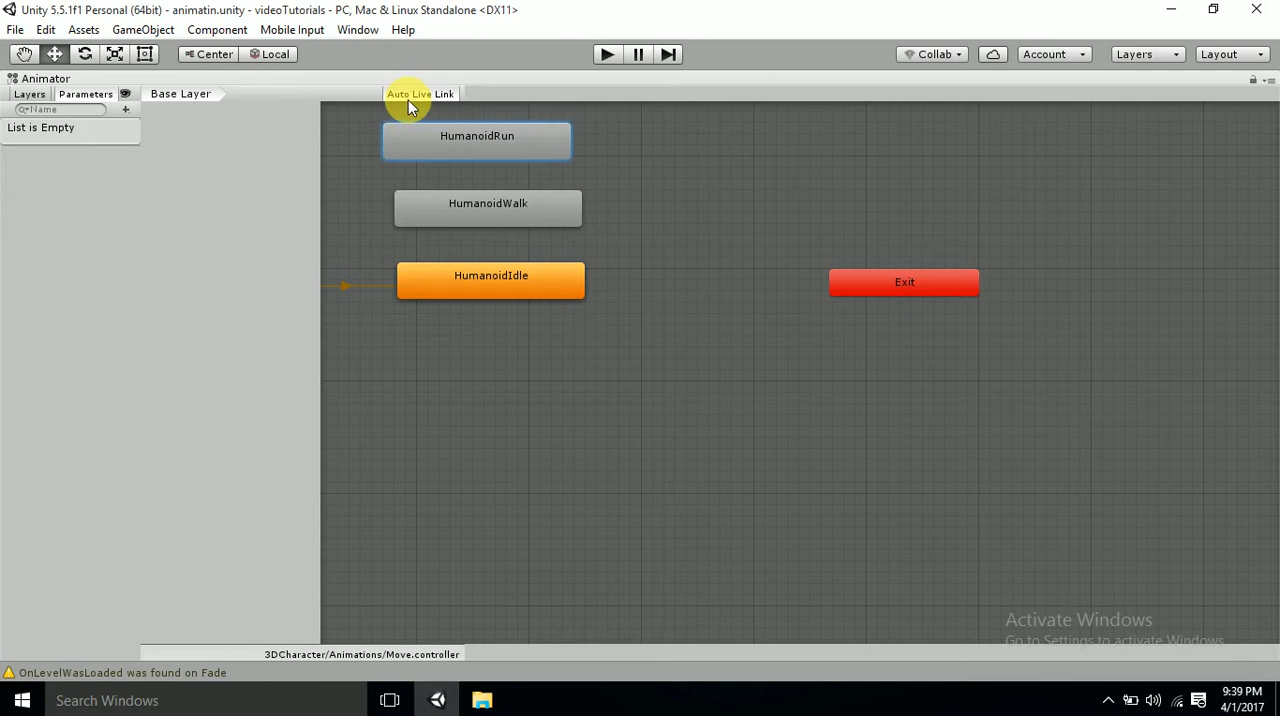 Unity 5.5.1f1 Personal (64bit) - animatin.unity - videoTutorials - PC, Mac & Linux Standalone <DX11>
File Edit Assets GameObject Component Mobile Input Window Help
Center Local Collab Account Layers Layout
Animator
Layers Parameters Base Layer Auto Live Link
Name
List is Empty
HumanoidRun
HumanoidWalk
HumanoidIdle
Exit
Activate Windows
Go to Settings to activate Windows.
3DCharacter/Animations/Move.controller
OnLevelWasLoaded was found on Fade
Search Windows
9:39 PM
4/1/2017